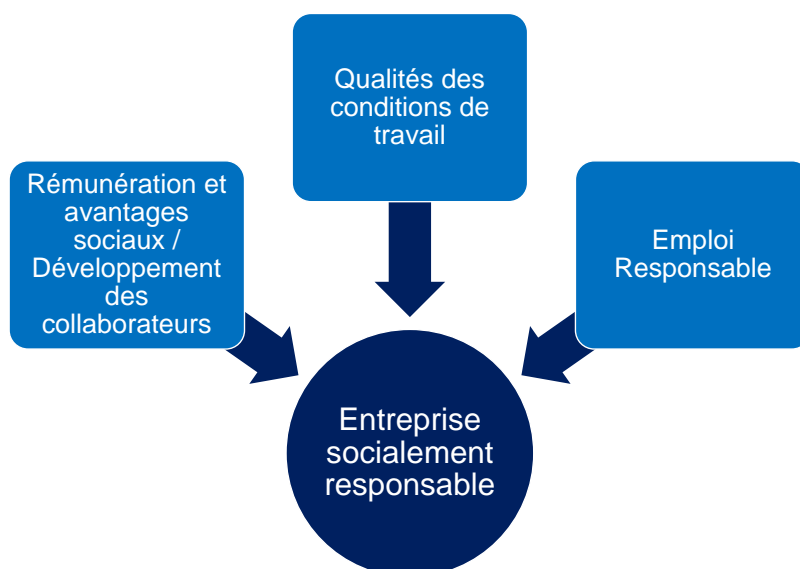 Qualités des
conditions de
travail
Rémunération et
avantages
sociaux /
Développement
des
collaborateurs
Emploi
Responsable
Entreprise
socialement
responsable